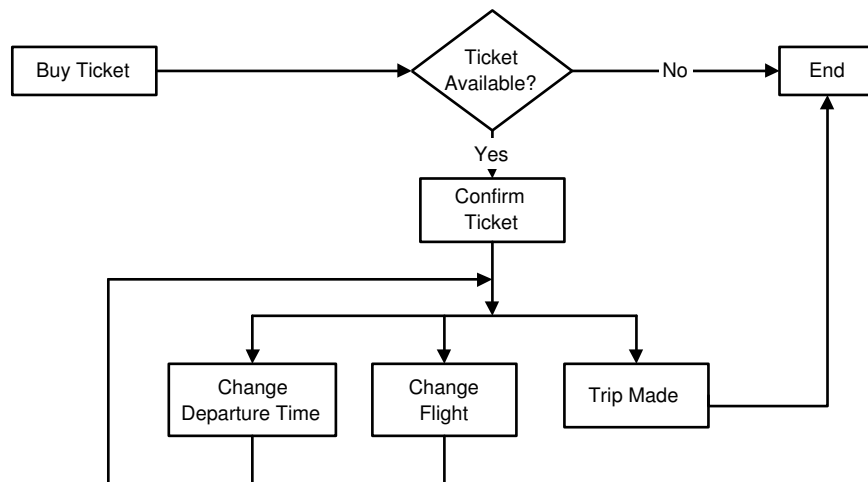 Buy Ticket
Ticket
Available?
No
End
Yes
Confirm
Ticket
Change
Departure Time
Change
Flight
Trip Made